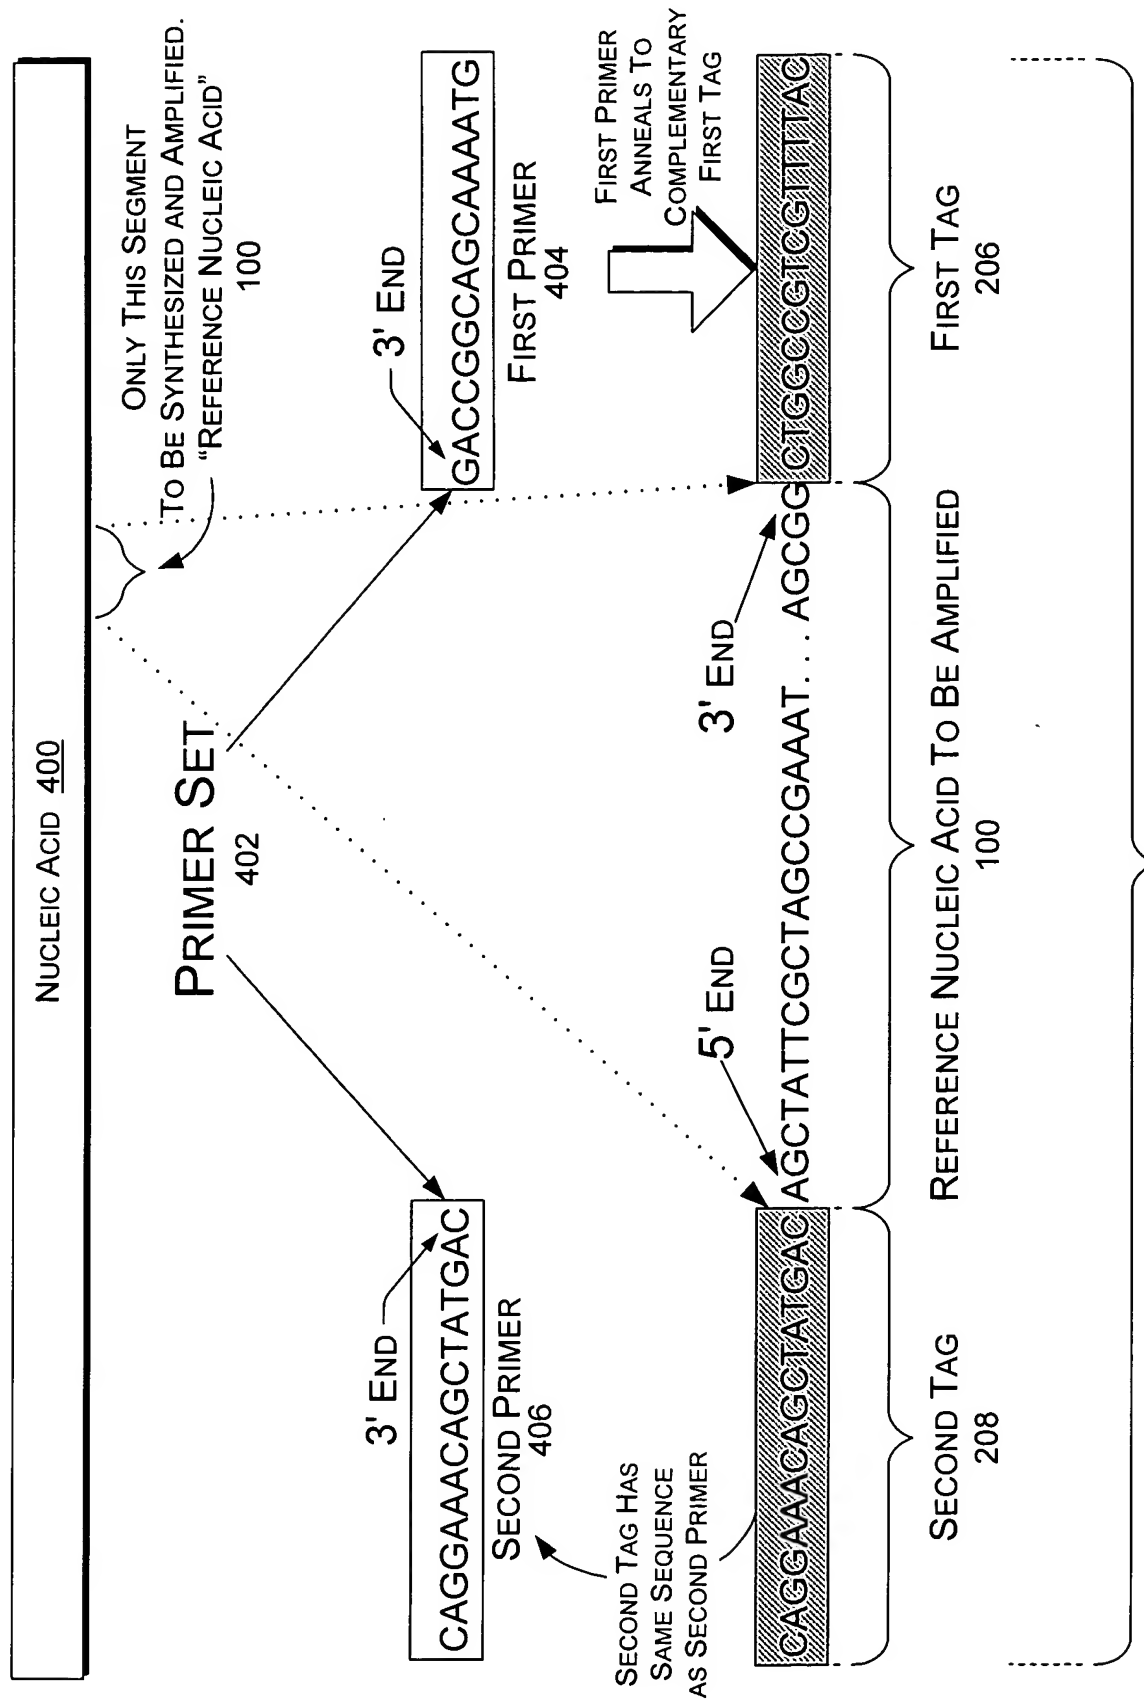 NUCLEIC ACID 400
ONLY THIS SEGMENT
TO BE SYNTHESIZED AND AMPLIFIED.
"REFERENCE NUCLEIC ACID"
100
PRIMER SET
402
3' END
CAGGAAACAGCTATGAC
SECOND PRIMER
406
3' END
GACCGGCAGCAAAATG
FIRST PRIMER
404
SECOND TAG HAS
SAME SEQUENCE
AS SECOND PRIMER
FIRST PRIMER
ANNEALS TO
COMPLEMENTARY
FIRST TAG
5' END
3' END
CAGGAAACAGCTATGAC AGCTATTCGCTAGCCGAAAT... AGCGG CTGGCCGTCGTTTTAC
SECOND TAG
208
REFERENCE NUCLEIC ACID TO BE AMPLIFIED
100
FIRST TAG
206